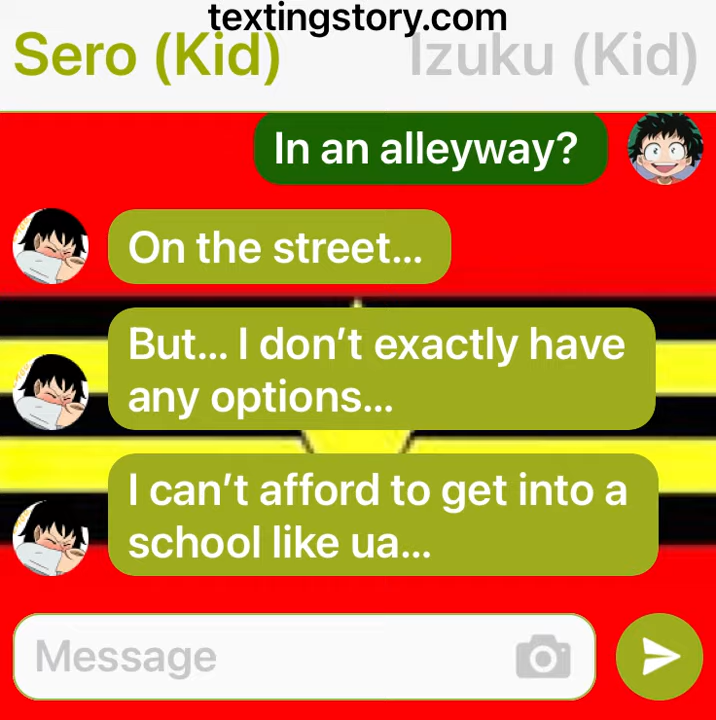 textingstory.com
Sero (Kid)
Izuku (Kid)
In an alleyway?
On the street...
But... I don't exactly have
any options...
I can't afford to get into a
school like ua...
Message